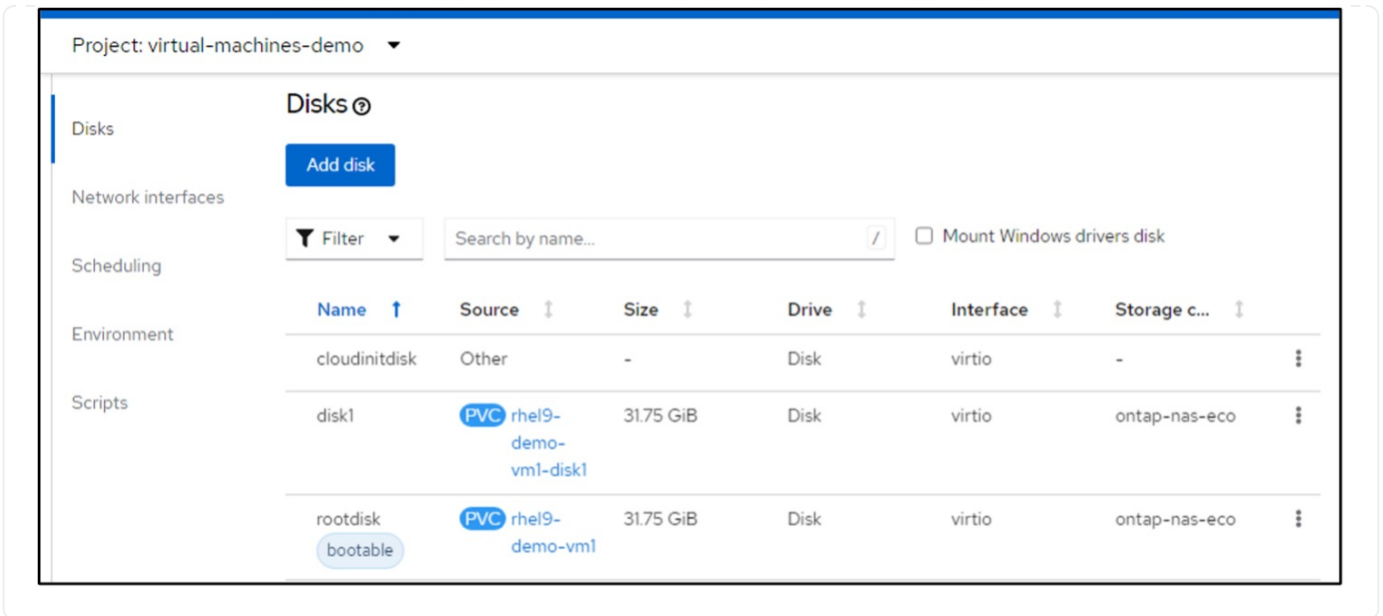 Project: virtual-machines-demo
Disks
Disks
Add disk
Network interfaces
Filter Search by name... / Mount Windows drivers disk
Scheduling
Name Source Size Drive Interface Storage c...
Environment
cloudinitdisk Other - Disk virtio -
Scripts
disk1 PVC rhel9- 31.75 GiB Disk virtio ontap-nas-eco
demo-
vm1-disk1
rootdisk PVC rhel9- 31.75 GiB Disk virtio ontap-nas-eco
bootable demo-vm1